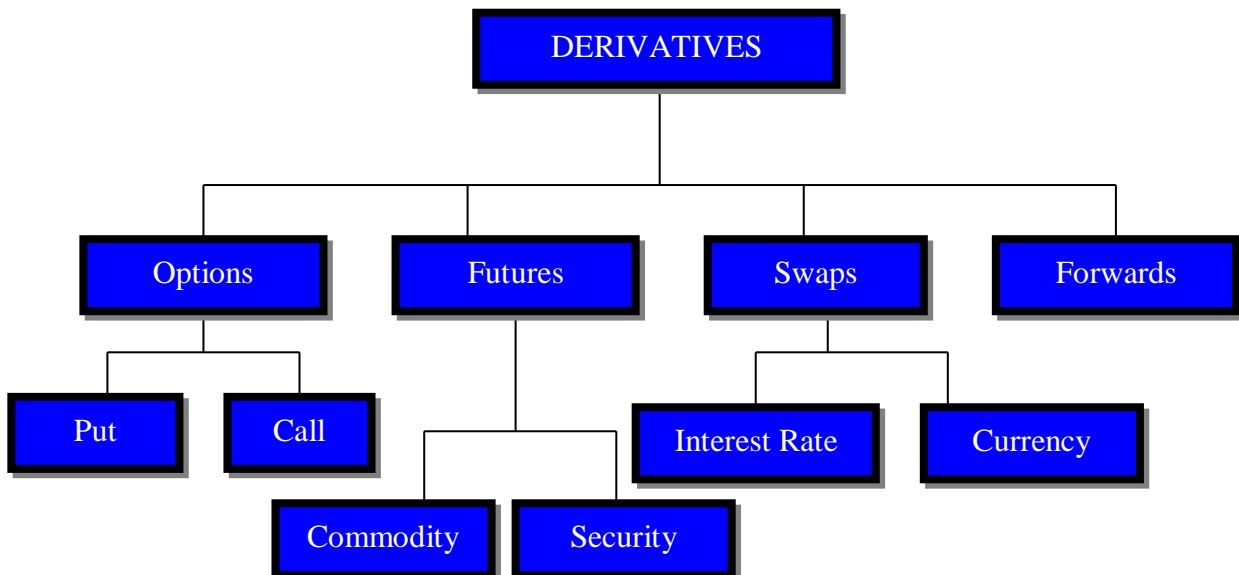 DERIVATIVES
Options
Futures
Swaps
Forwards
Put
Call
Interest Rate
Currency
Commodity
Security